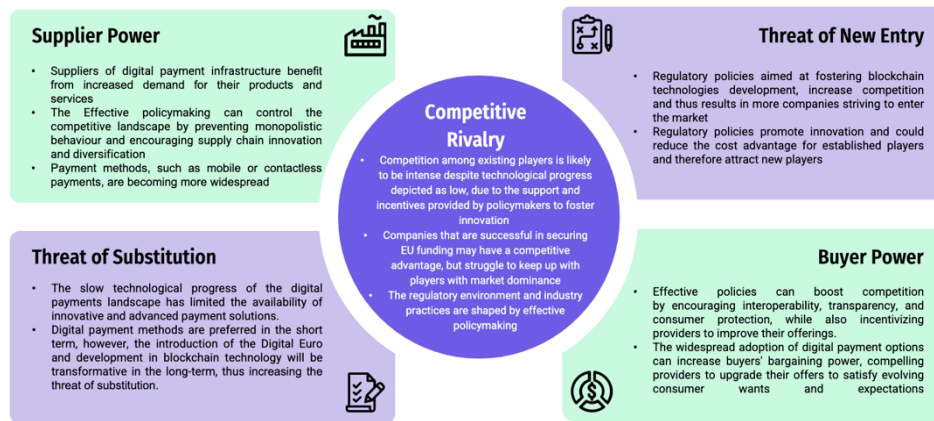 Supplier Power
• Suppliers of digital payment infrastructure benefit
from increased demand for their products and
services
• The Effective policymaking can control the
competitive landscape by preventing monopolistic
behaviour and encouraging supply chain innovation
and diversification
• Payment methods, such as mobile or contactless
payments, are becoming more widespread
Threat of New Entry
• Regulatory policies aimed at fostering blockchain
technologies development, increase competition
and thus results in more companies striving to enter
the market
• Regulatory policies promote innovation and could
reduce the cost advantage for established players
and therefore attract new players
Competitive
Rivalry
• Competition among existing players is likely
to be intense despite technological progress
depicted as low, due to the support and
incentives provided by policymakers to foster
innovation
• Companies that are successful in securing
EU funding may have a competitive
advantage, but struggle to keep up with
players with market dominance
• The regulatory environment and industry
practices are shaped by effective
policymaking
Threat of Substitution
• The slow technological progress of the digital
payments landscape has limited the availability of
innovative and advanced payment solutions.
• Digital payment methods are preferred in the short
term, however, the introduction of the Digital Euro
and development in blockchain technology will be
transformative in the long-term, thus increasing the
threat of substitution.
Buyer Power
• Effective policies can boost competition
by encouraging interoperability, transparency, and
consumer protection, while also incentivizing
providers to improve their offerings.
• The widespread adoption of digital payment options
can increase buyers' bargaining power, compelling
providers to upgrade their offers to satisfy evolving
consumer wants and expectations